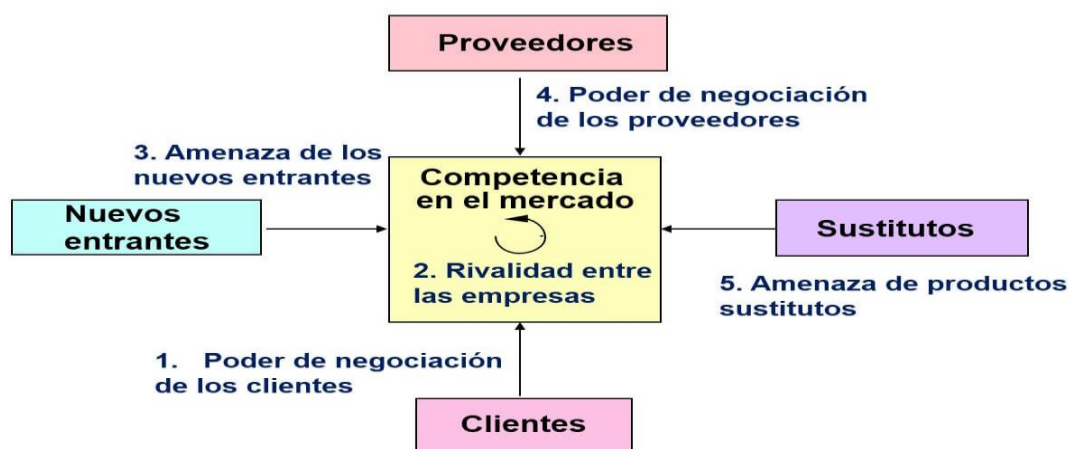 Proveedores
4. Poder de negociación
de los proveedores
3. Amenaza de los
nuevos entrantes
Competencia
en el mercado
Nuevos
entrantes
Sustitutos
2. Rivalidad entre
las empresas
5. Amenaza de productos
sustitutos
1. Poder de negociación
de los clientes
Clientes